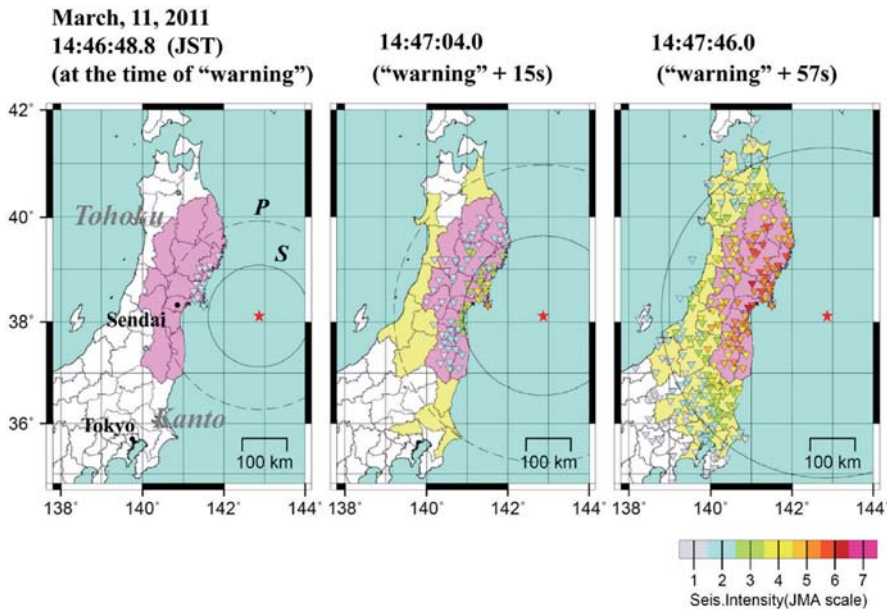 March, 11, 2011
14:46:48.8 (JST)
(at the time of “warning”)
14:47:04.0
(“warning” + 15s)
14:47:46.0
(“warning” + 57s)
42˚
40˚
38˚
36˚
Tohoku
P
S
Sendai
Kanto
Tokyo
100 km
100 km
100 km
138˚ 140˚ 142˚ 144˚
138˚ 140˚ 142˚ 144˚
138˚ 140˚ 142˚ 144˚
1 2 3 4 5 6 7
Seis.Intensity(JMA scale)